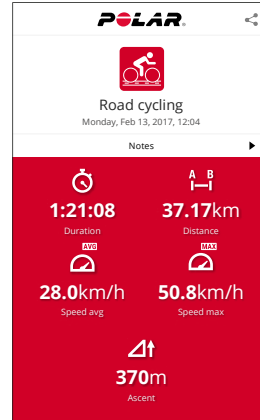 POLAR.
Road cycling
Monday, Feb 13, 2017, 12:04
Notes
A B
1:21:08 37.17km
Duration Distance
AVG MAX
28.0km/h 50.8km/h
Speed avg Speed max
370m
Ascent